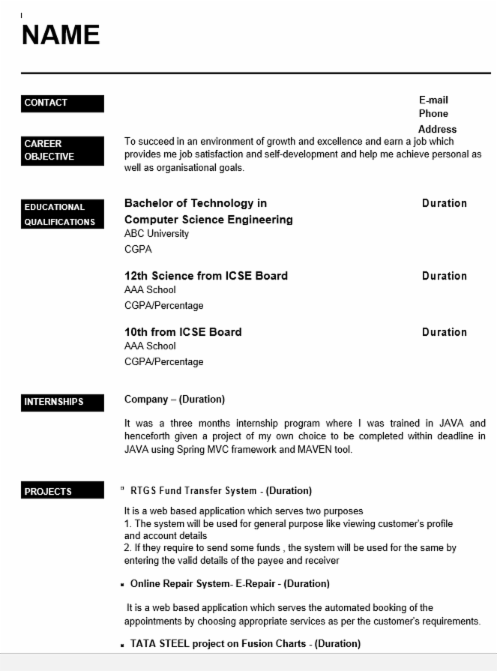 NAME
CONTACT
E-mail
Phone
Address
CAREER
OBJECTIVE
To succeed in an environment of growth and excellence and earn a job which
provides me job satisfaction and self-development and help me achieve personal as
well as organisational goals.
EDUCATIONAL
QUALIFICATIONS
Bachelor of Technology in Duration
Computer Science Engineering
ABC University
CGPA
12th Science from ICSE Board Duration
AAA School
CGPA/Percentage
10th from ICSE Board Duration
AAA School
CGPA/Percentage
INTERNSHIPS
Company – (Duration)
It was a three months internship program where I was trained in JAVA and
henceforth given a project of my own choice to be completed within deadline in
JAVA using Spring MVC framework and MAVEN tool.
PROJECTS
▪ RTGS Fund Transfer System - (Duration)
It is a web based application which serves two purposes
1. The system will be used for general purpose like viewing customer's profile
and account details
2. If they require to send some funds , the system will be used for the same by
entering the valid details of the payee and receiver
▪ Online Repair System- E-Repair - (Duration)
It is a web based application which serves the automated booking of the
appointments by choosing appropriate services as per the customer's requirements.
▪ TATA STEEL project on Fusion Charts - (Duration)